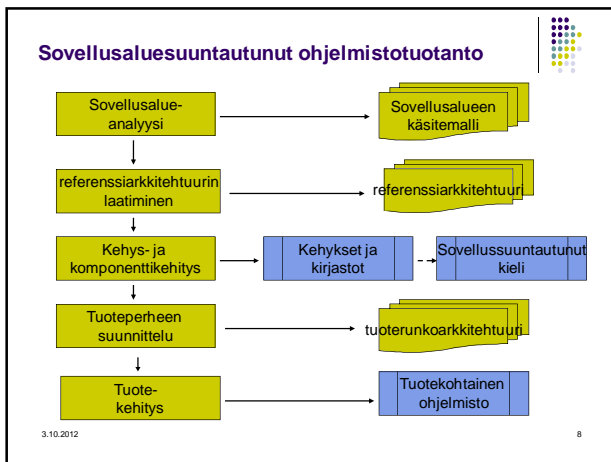 Sovellusaluesuuntautunut ohjelmistotuotanto
Sovellusalue-
analyysi
Sovellusalueen
käsitemalli
referenssiarkkitehtuurin
laatiminen
referenssiarkkitehtuuri
Kehys- ja
komponenttikehitys
Kehykset ja
kirjastot
Sovellussuuntautunut
kieli
Tuoteperheen
suunnittelu
tuoterunkoarkkitehtuuri
Tuote-
kehitys
Tuotekohtainen
ohjelmisto
3.10.2012
8